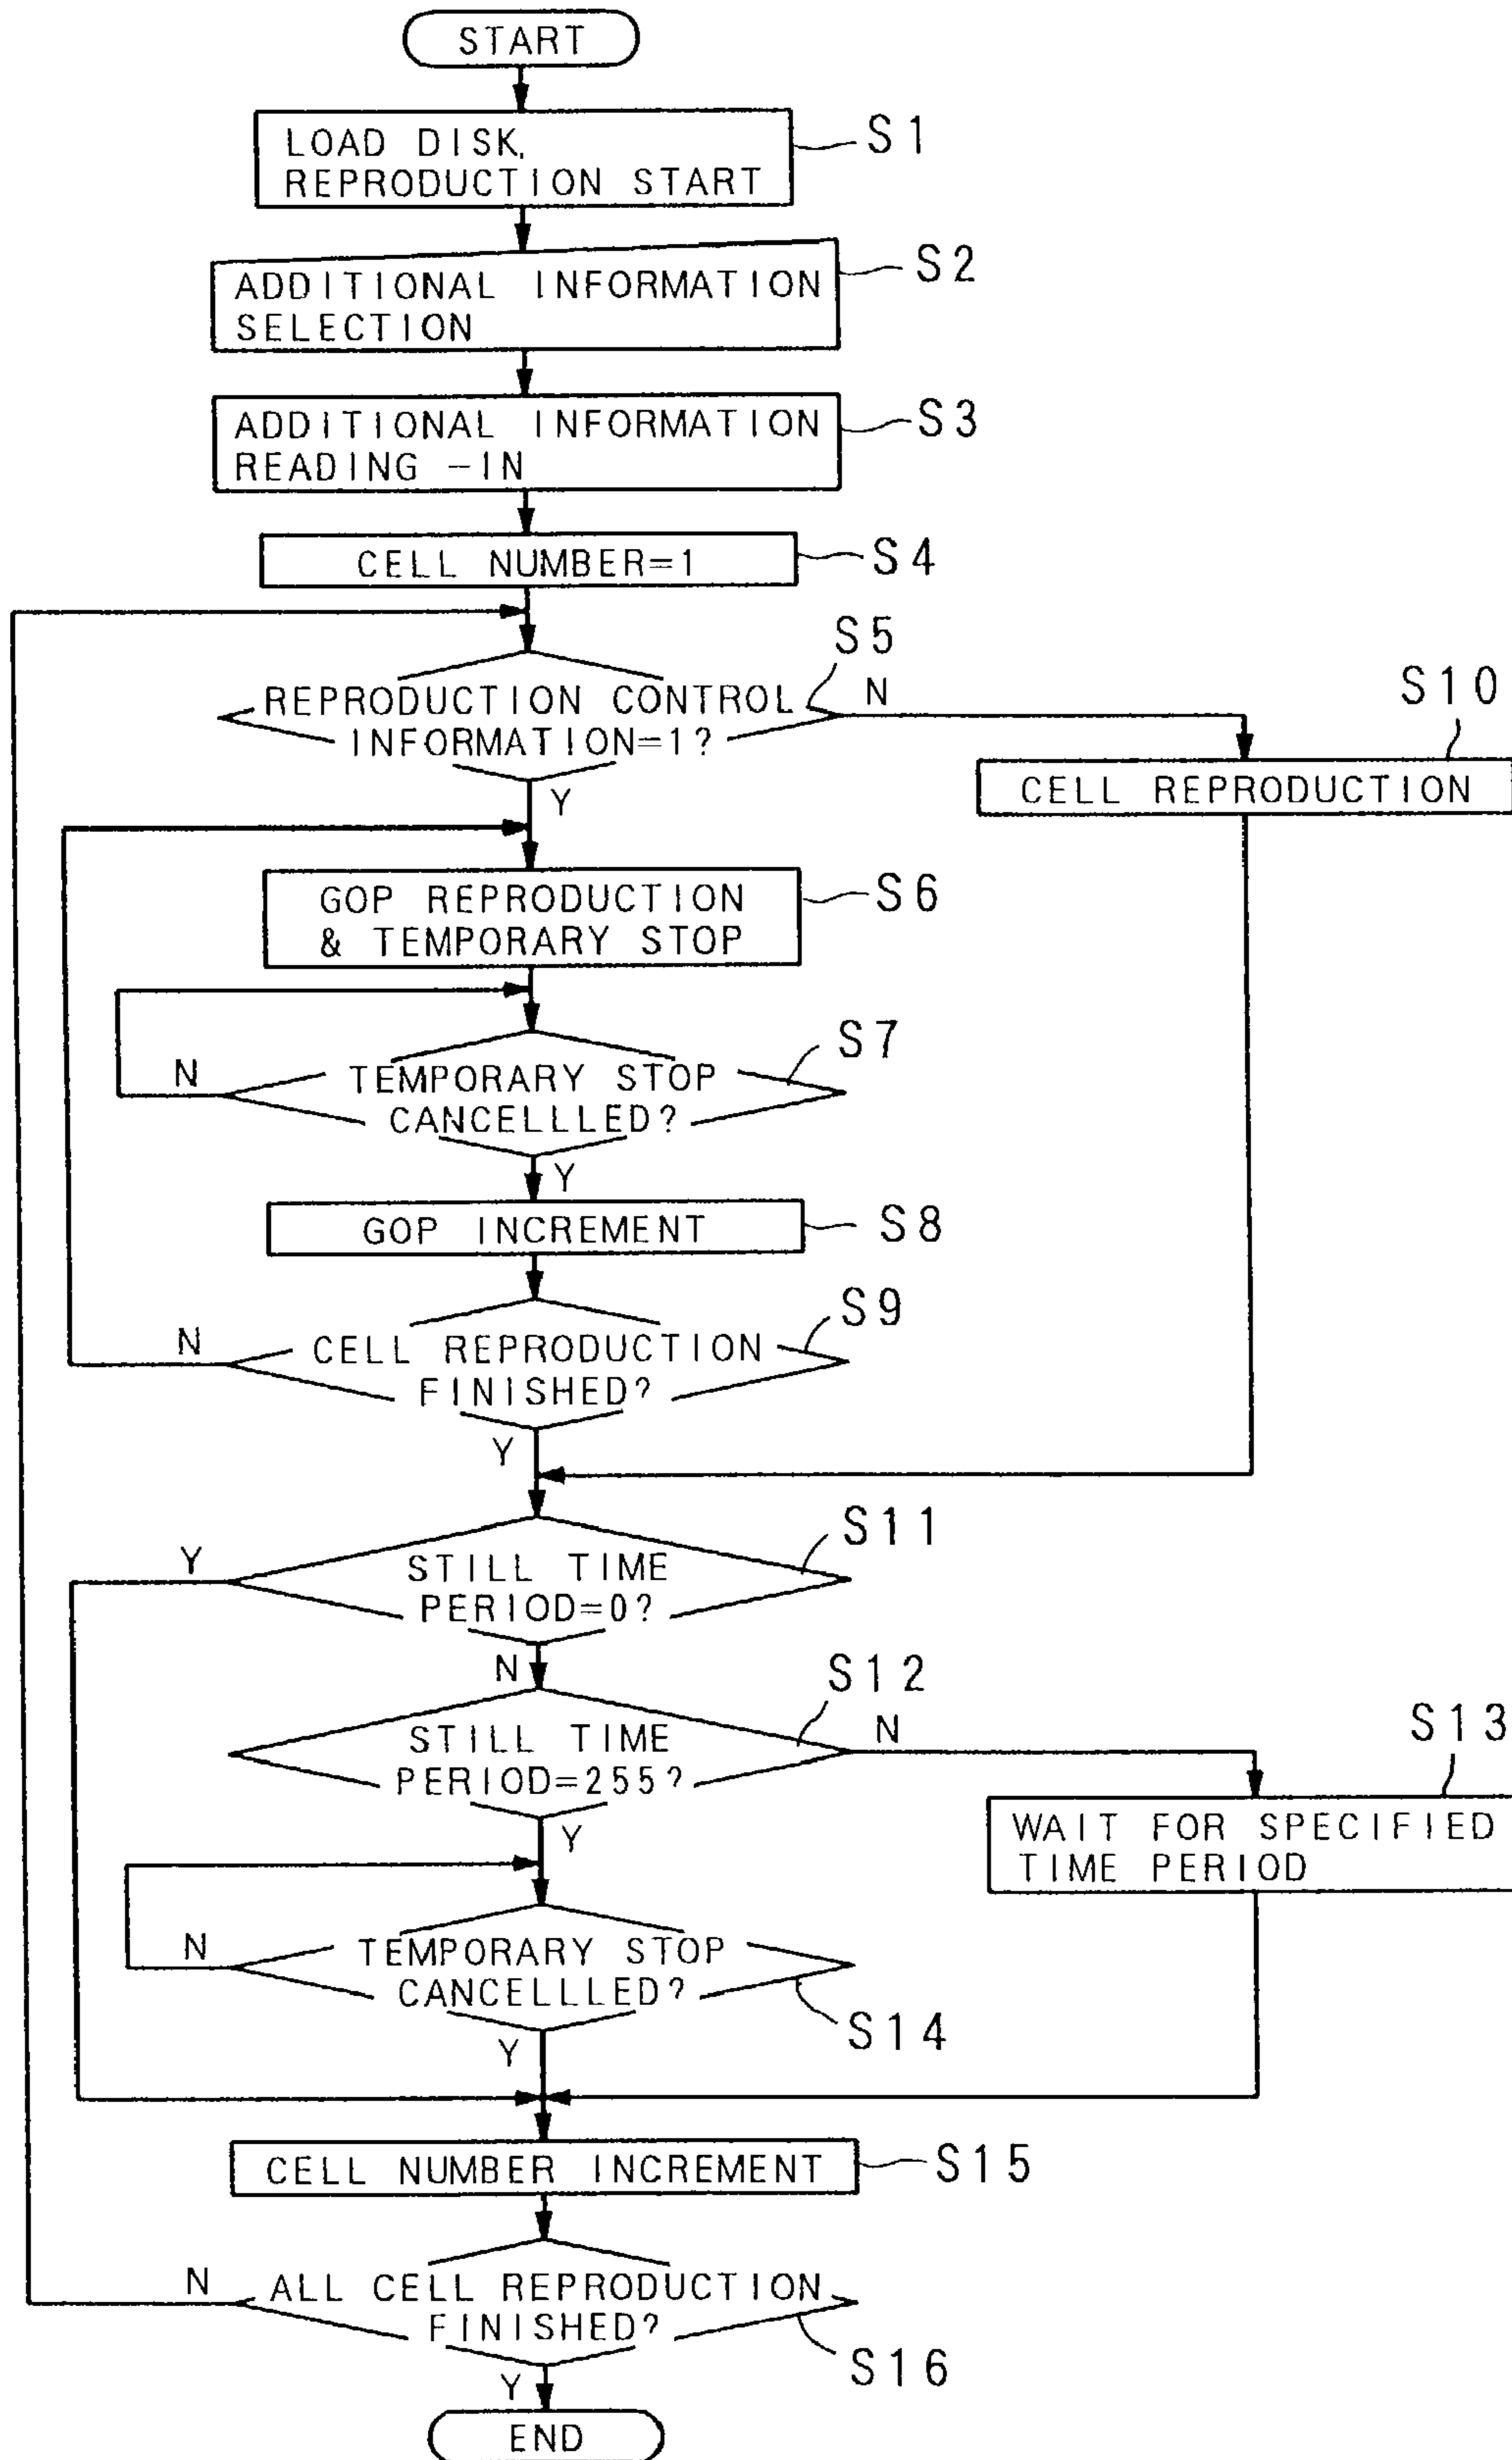 START
LOAD DISK,
REPRODUCTION START
S1
ADDITIONAL INFORMATION
SELECTION
S2
ADDITIONAL INFORMATION
READING -IN
S3
CELL NUMBER=1
S4
REPRODUCTION CONTROL
INFORMATION=1?
S5
N
Y
S10
CELL REPRODUCTION
GOP REPRODUCTION
& TEMPORARY STOP
S6
TEMPORARY STOP
CANCELLLED?
S7
N
Y
GOP INCREMENT
S8
CELL REPRODUCTION
FINISHED?
S9
N
Y
STILL TIME
PERIOD=0?
S11
Y
N
STILL TIME
PERIOD=255?
S12
N
Y
S13
WAIT FOR SPECIFIED
TIME PERIOD
TEMPORARY STOP
CANCELLLED?
N
S14
Y
CELL NUMBER INCREMENT
S15
ALL CELL REPRODUCTION
FINISHED?
N
S16
Y
END